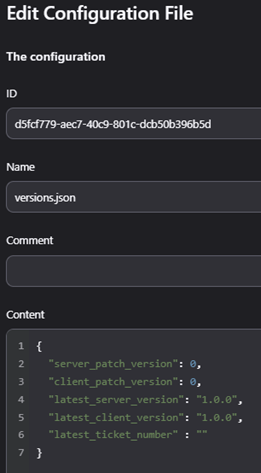 Edit Configuration File
The configuration
ID
d5fcf779-aec7-40c9-801c-dcb50b396b5d
Name
versions.json
Comment
Content
1 {
2 "server_patch_version": 0,
3 "client_patch_version": 0,
4 "latest_server_version": "1.0.0",
5 "latest_client_version": "1.0.0",
6 "latest_ticket_number" : ""
7 }